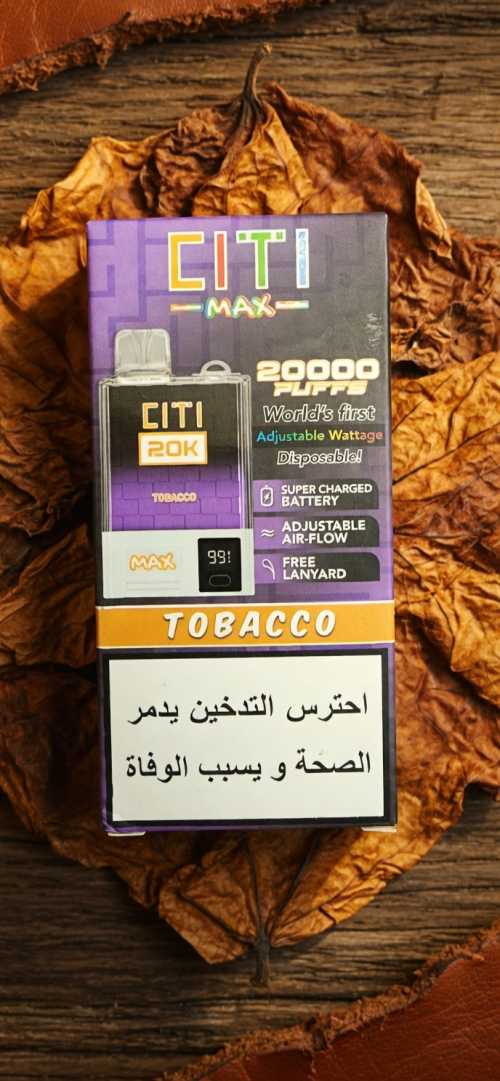 CITI
MAX
20000
PUFFS
World's first
Adjustable Wattage
Disposable!
SUPER CHARGED
BATTERY
ADJUSTABLE
AIR-FLOW
FREE
LANYARD
CITI
20K
TOBACCO
MAX
99
TOBACCO
احترس التدخين يدمر
الصحة و يسبب الوفاة